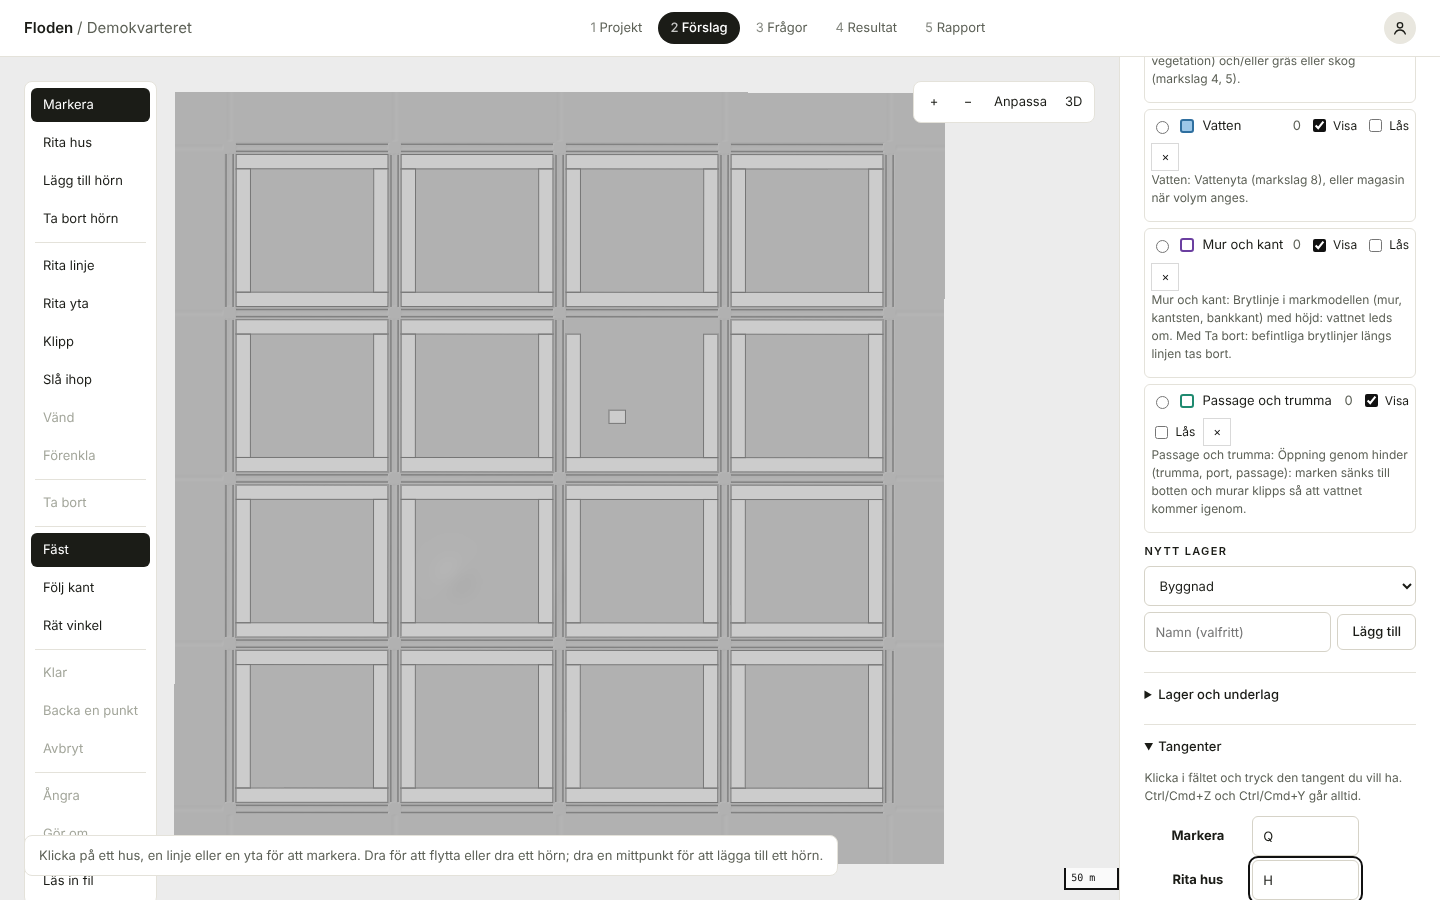 Floden / Demokvarteret
1 Projekt
2 Förslag
3 Frågor
4 Resultat
5 Rapport
Markera
Rita hus
Lägg till hörn
Ta bort hörn
Rita linje
Rita yta
Klipp
Slå ihop
Vänd
Förenkla
Ta bort
Fäst
Följ kant
Rät vinkel
Klar
Backa en punkt
Avbryt
Ångra
Gör om
Läs in fil
+ − Anpassa 3D
Klicka på ett hus, en linje eller en yta för att markera. Dra för att flytta eller dra ett hörn; dra en mittpunkt för att lägga till ett hörn.
50 m
vegetation) och/eller gräs eller skog
(markslag 4, 5).
Vatten 0 Visa Lås
×
Vatten: Vattenyta (markslag 8), eller magasin
när volym anges.
Mur och kant 0 Visa Lås
×
Mur och kant: Brytlinje i markmodellen (mur,
kantsten, bankkant) med höjd: vattnet leds
om. Med Ta bort: befintliga brytlinjer längs
linjen tas bort.
Passage och trumma 0 Visa
Lås ×
Passage och trumma: Öppning genom hinder
(trumma, port, passage): marken sänks till
botten och murar klipps så att vattnet
kommer igenom.
NYTT LAGER
Byggnad
Namn (valfritt)
Lägg till
Lager och underlag
Tangenter
Klicka i fältet och tryck den tangent du vill ha.
Ctrl/Cmd+Z och Ctrl/Cmd+Y går alltid.
Markera Q
Rita hus H